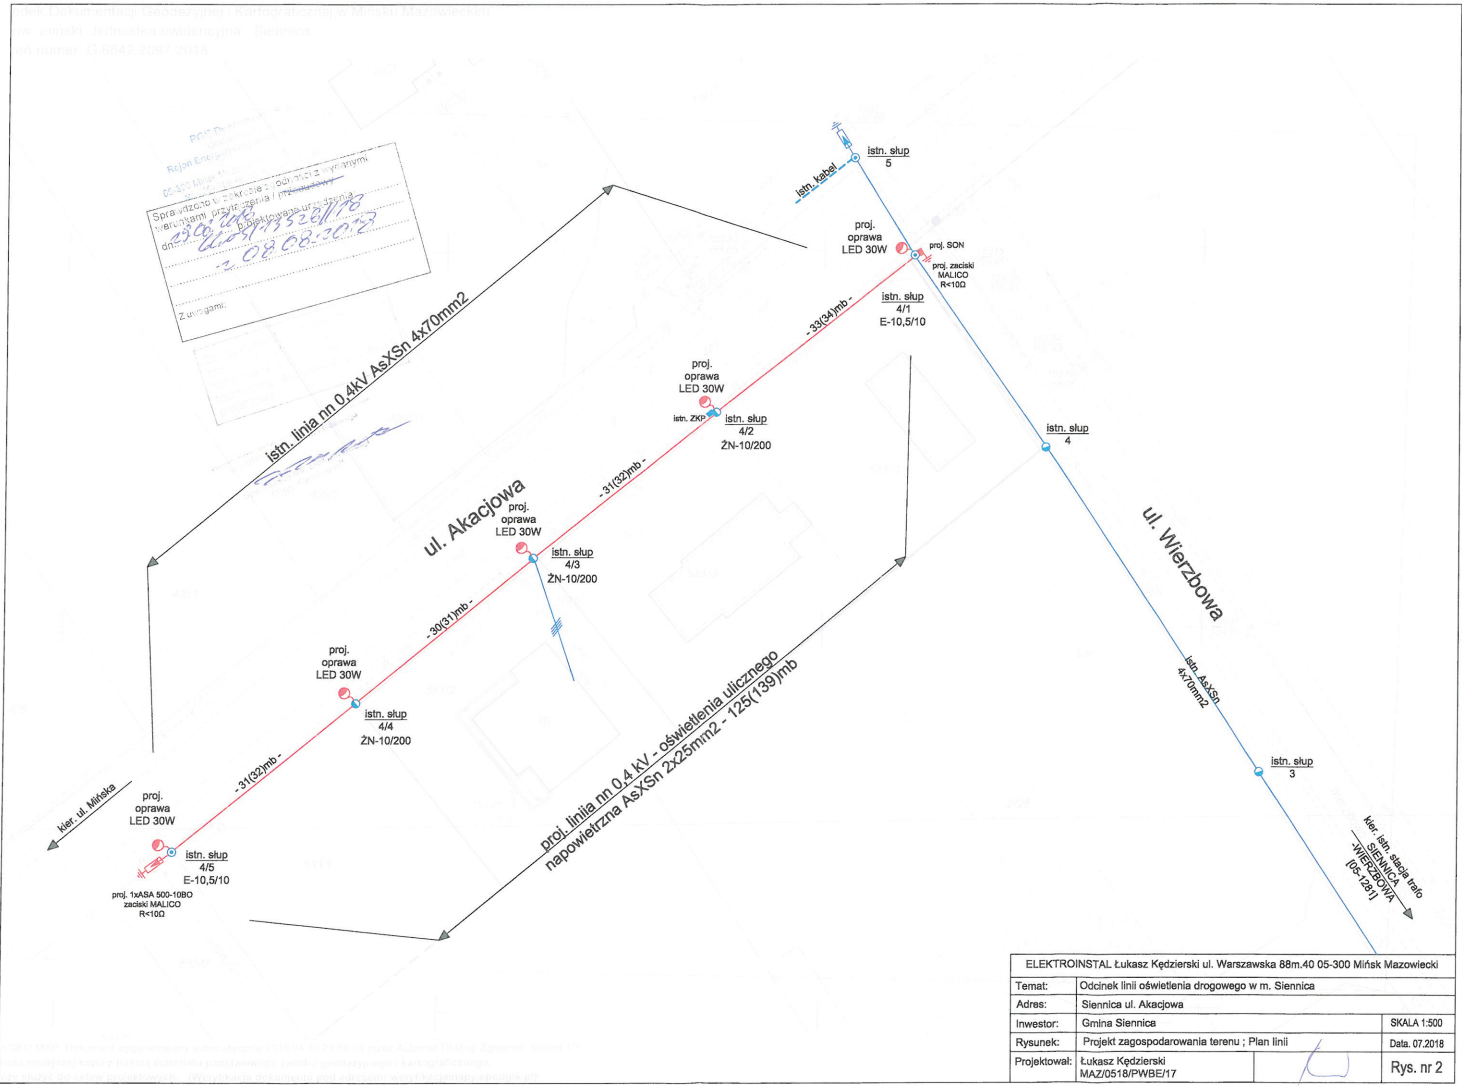 istn. słup
5
istn. kabel
proj.
oprawa
LED 30W
proj. SON
proj. zaciski
MALICO
R<10Ω
istn. słup
4/1
E-10,5/10
- 33(34)mb -
istn. linia nn 0,4kV AsXSn 4x70mm2
proj.
oprawa
LED 30W
istn. ZKP
istn. słup
4/2
ŻN-10/200
istn. słup
4
- 31(32)mb -
ul. Akacjowa
proj.
oprawa
LED 30W
istn. słup
4/3
ŻN-10/200
ul. Wierzbowa
- 30(31)mb -
proj.
oprawa
LED 30W
istn. słup
4/4
ŻN-10/200
istn. AsXSn
4x70mm2
proj. liniia nn 0,4 kV - oświetlenia ulicznego
napowietrzna AsXSn 2x25mm2 - 125(139)mb
- 31(32)mb -
istn. słup
3
kier. ul. Mińska
proj.
oprawa
LED 30W
istn. słup
4/5
E-10,5/10
proj. 1xASA 500-10BO
zaciski MALICO
R<10Ω
kier. istn. stacja trafo
SIENNICA
-WIERZBOWA
[05-1281]
Z uwagami:
ELEKTROINSTAL Łukasz Kędzierski ul. Warszawska 88m.40 05-300 Mińsk Mazowiecki
Temat: Odcinek linii oświetlenia drogowego w m. Siennica
Adres: Siennica ul. Akacjowa
Inwestor: Gmina Siennica SKALA 1:500
Rysunek: Projekt zagospodarowania terenu ; Plan linii Data. 07.2018
Projektował: Łukasz Kędzierski
MAZ/0518/PWBE/17
Rys. nr 2